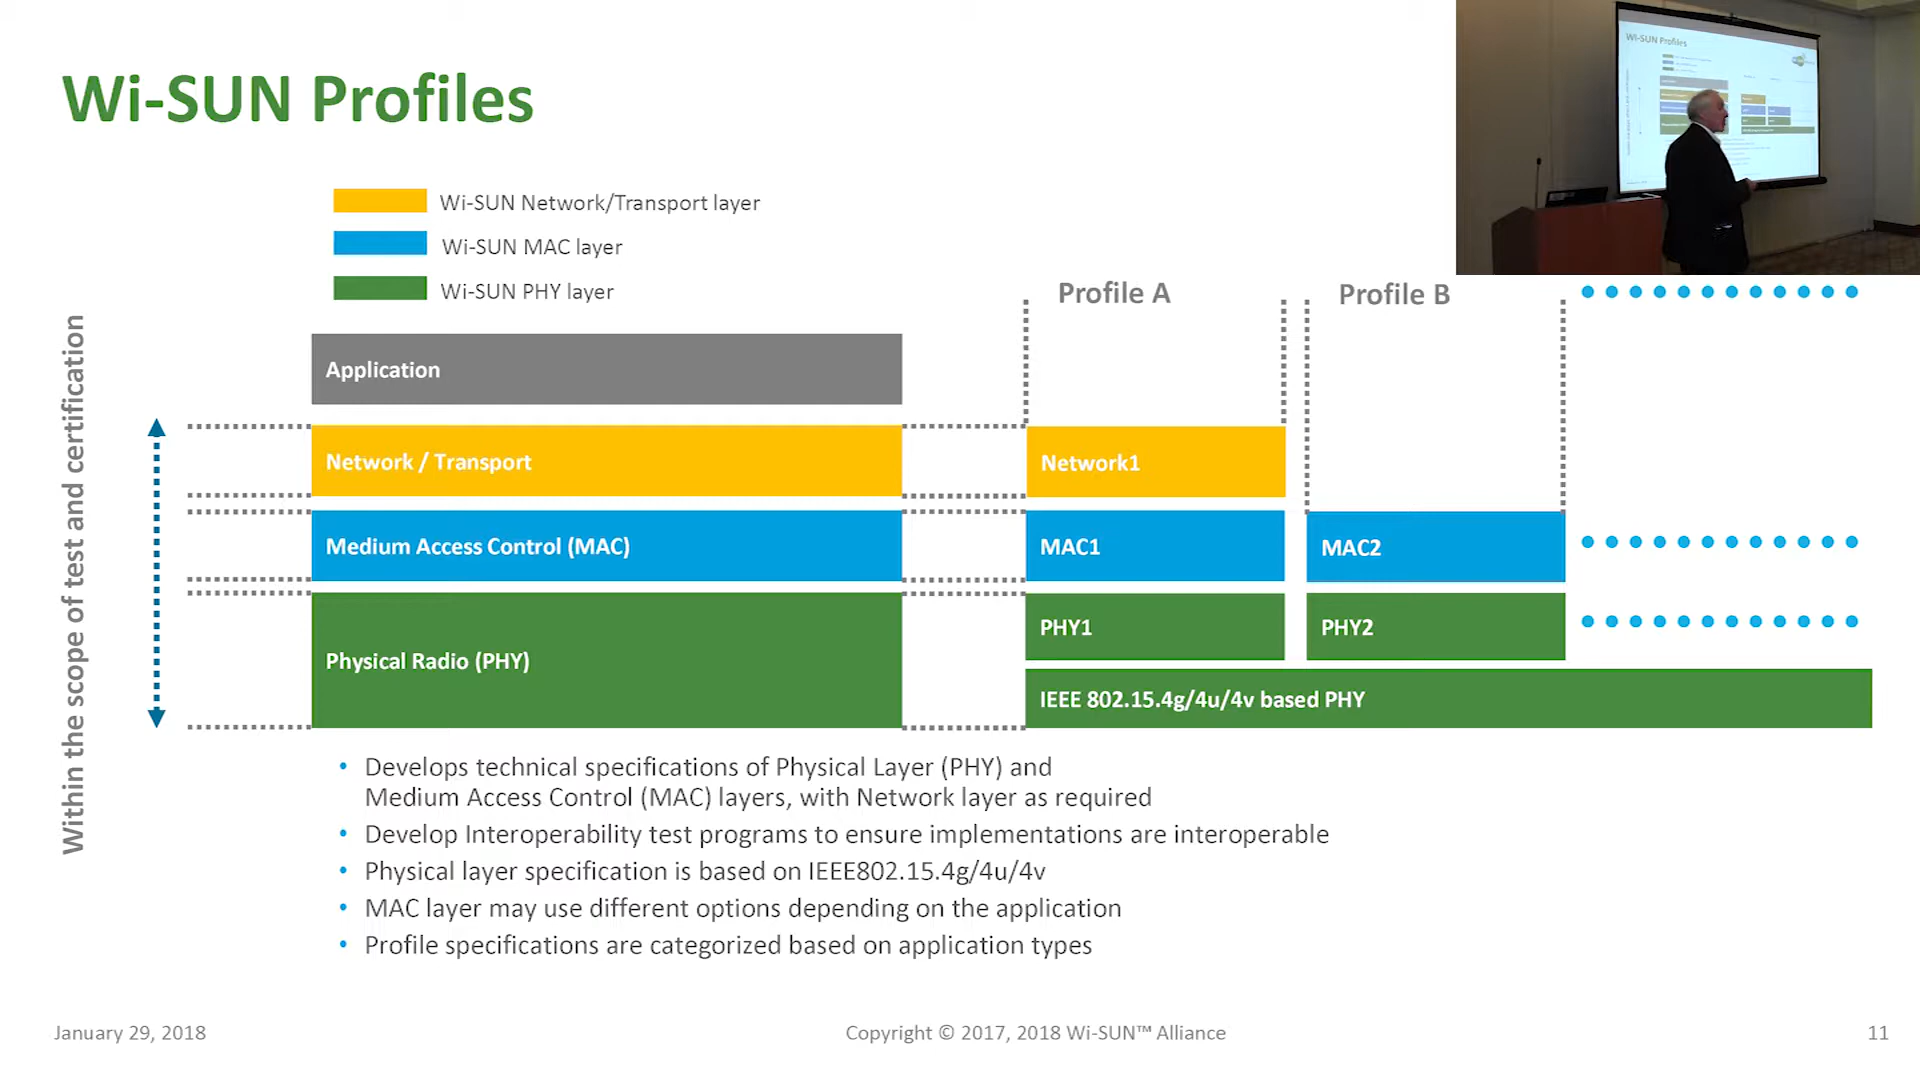 Wi-SUN Profiles
WI-SUN Profiles
Wi-SUN Network/Transport layer
Wi-SUN MAC layer
Wi-SUN PHY layer
Profile A
Profile B
Within the scope of test and certification
Application
Network / Transport
Network1
Medium Access Control (MAC)
MAC1
MAC2
Physical Radio (PHY)
PHY1
PHY2
IEEE 802.15.4g/4u/4v based PHY
• Develops technical specifications of Physical Layer (PHY) and
Medium Access Control (MAC) layers, with Network layer as required
• Develop Interoperability test programs to ensure implementations are interoperable
• Physical layer specification is based on IEEE802.15.4g/4u/4v
• MAC layer may use different options depending on the application
• Profile specifications are categorized based on application types
January 29, 2018
Copyright © 2017, 2018 Wi-SUN™ Alliance
11